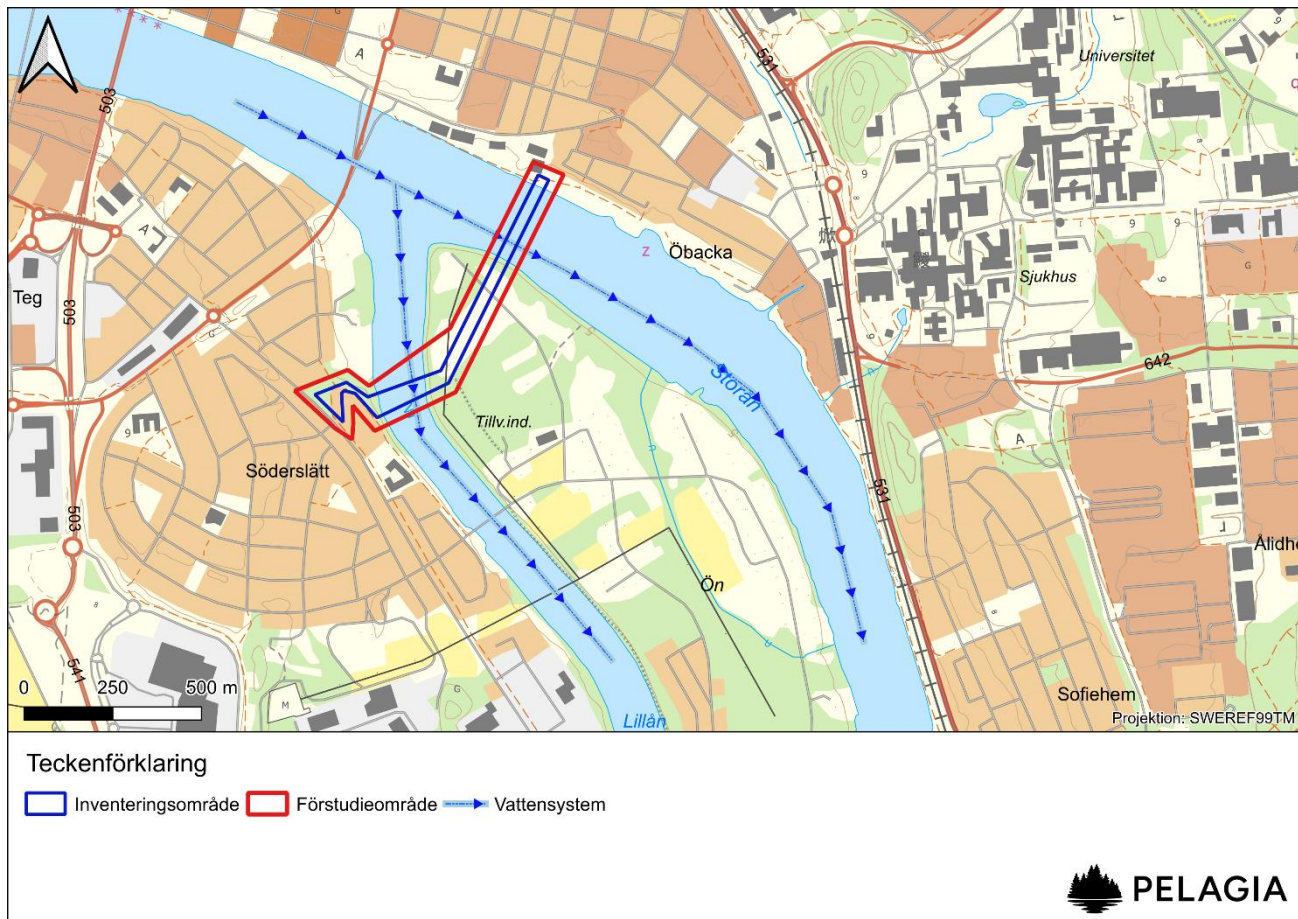 503
A
531
Universitet
9
Öbacka
z
Sjukhus
G
Teg
503
642
Storån
Tillv.ind.
Söderslätt
503
531
A
Ön
541
M
G
Sofiehem
Lillån
0 250 500 m
Projektion: SWEREF99TM
Teckenförklaring
Inventeringsområde Förstudieområde Vattensystem
PELAGIA